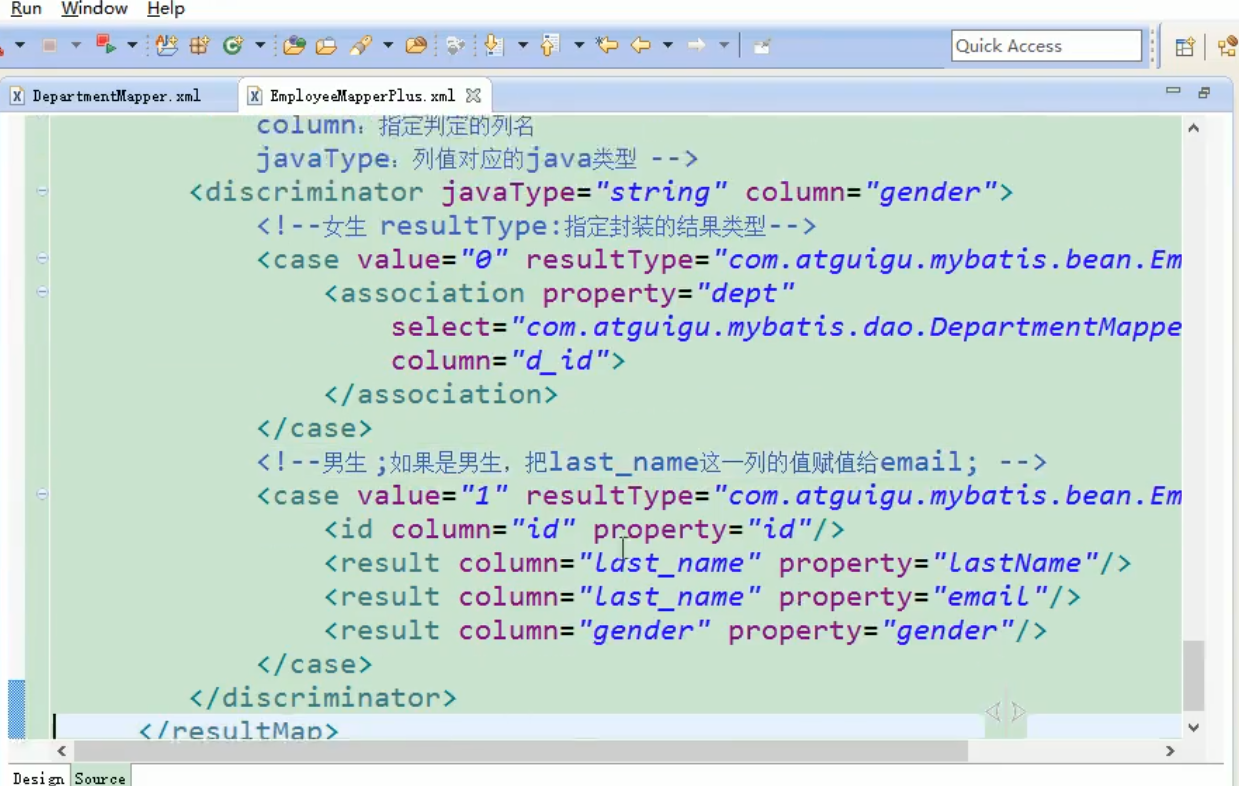 Run Window Help
Quick Access
DepartmentMapper.xml EmployeeMapperPlus.xml
column：指定判定的列名
javaType：列值对应的java类型 -->
<discriminator javaType="string" column="gender">
<!--女生 resultType:指定封装的结果类型-->
<case value="0" resultType="com.atguigu.mybatis.bean.Em
<association property="dept"
select="com.atguigu.mybatis.dao.DepartmentMappe
column="d_id">
</association>
</case>
<!--男生 ;如果是男生，把last_name这一列的值赋值给email; -->
<case value="1" resultType="com.atguigu.mybatis.bean.Em
<id column="id" property="id"/>
<result column="last_name" property="lastName"/>
<result column="last_name" property="email"/>
<result column="gender" property="gender"/>
</case>
</discriminator>
</resultMap>
Design Source